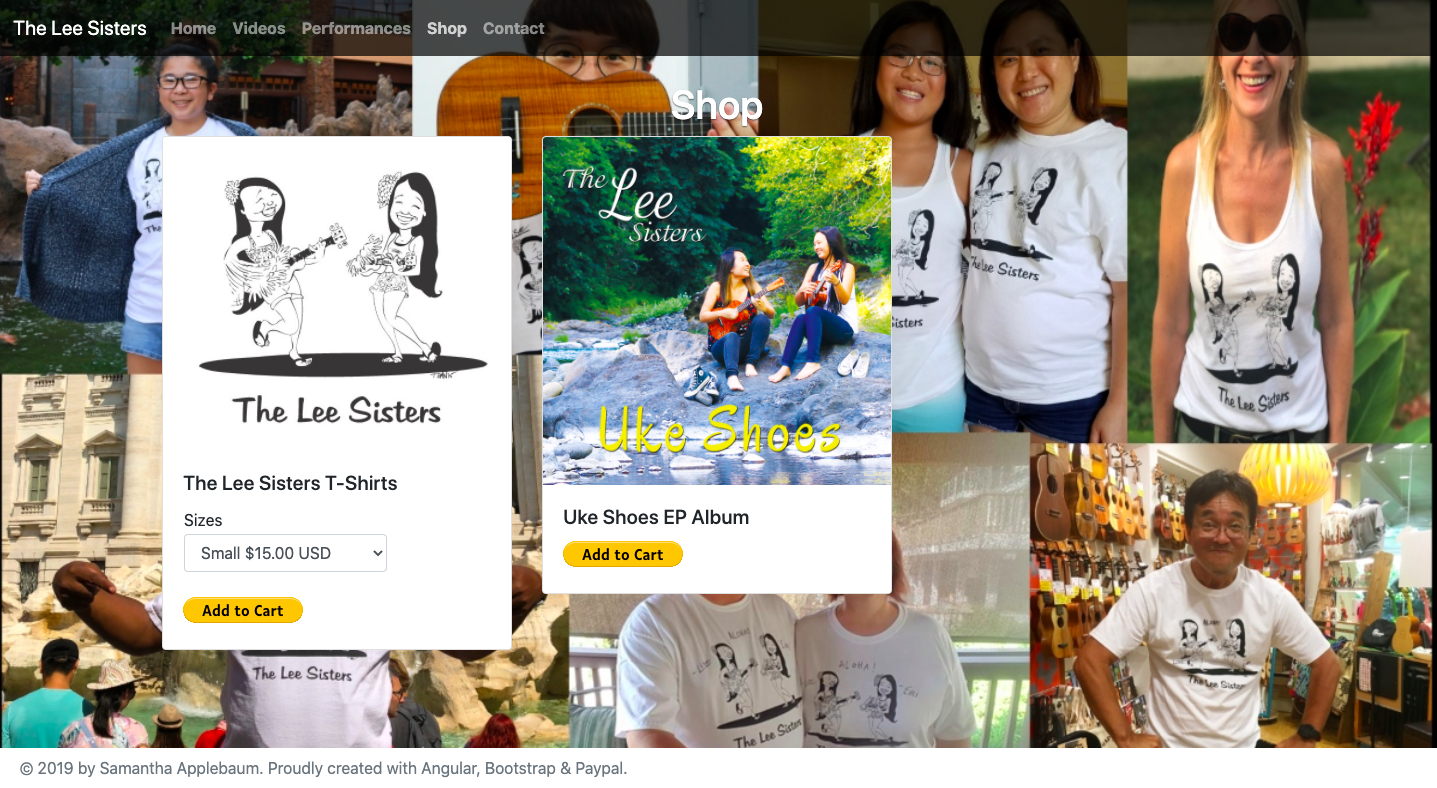 The Lee Sisters Home Videos Performances Shop Contact
Shop
The Lee Sisters
The Lee Sisters T-Shirts
Sizes
Small $15.00 USD
Add to Cart
The
Lee
Sisters
Uke Shoes
Uke Shoes EP Album
Add to Cart
The Lee Sisters
The Lee Sisters
The Lee Sisters
ALOHA!
ALOHA!
The Lee Sisters
The Lee Sisters
© 2019 by Samantha Applebaum. Proudly created with Angular, Bootstrap & Paypal.